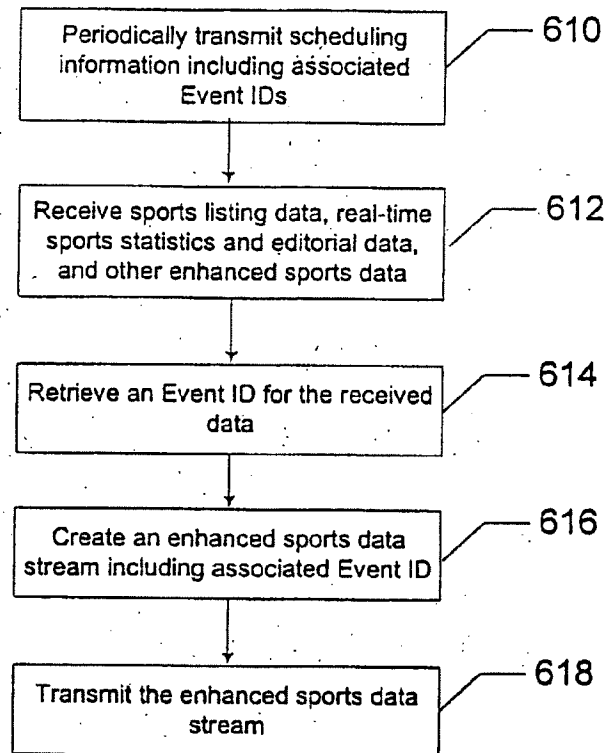 Periodically transmit scheduling
information including associated
Event IDs
610
Receive sports listing data, real-time
sports statistics and editorial data,
and other enhanced sports data
612
Retrieve an Event ID for the received
data
614
Create an enhanced sports data
stream including associated Event ID
616
Transmit the enhanced sports data
stream
618